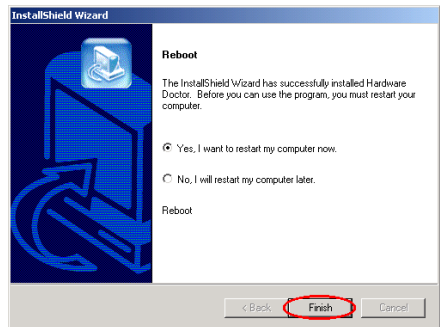 InstallShield Wizard
Reboot
The InstallShield Wizard has successfully installed Hardware
Doctor. Before you can use the program, you must restart your
computer.
Yes, I want to restart my computer now.
No, I will restart my computer later.
Reboot
< Back Finish Cancel